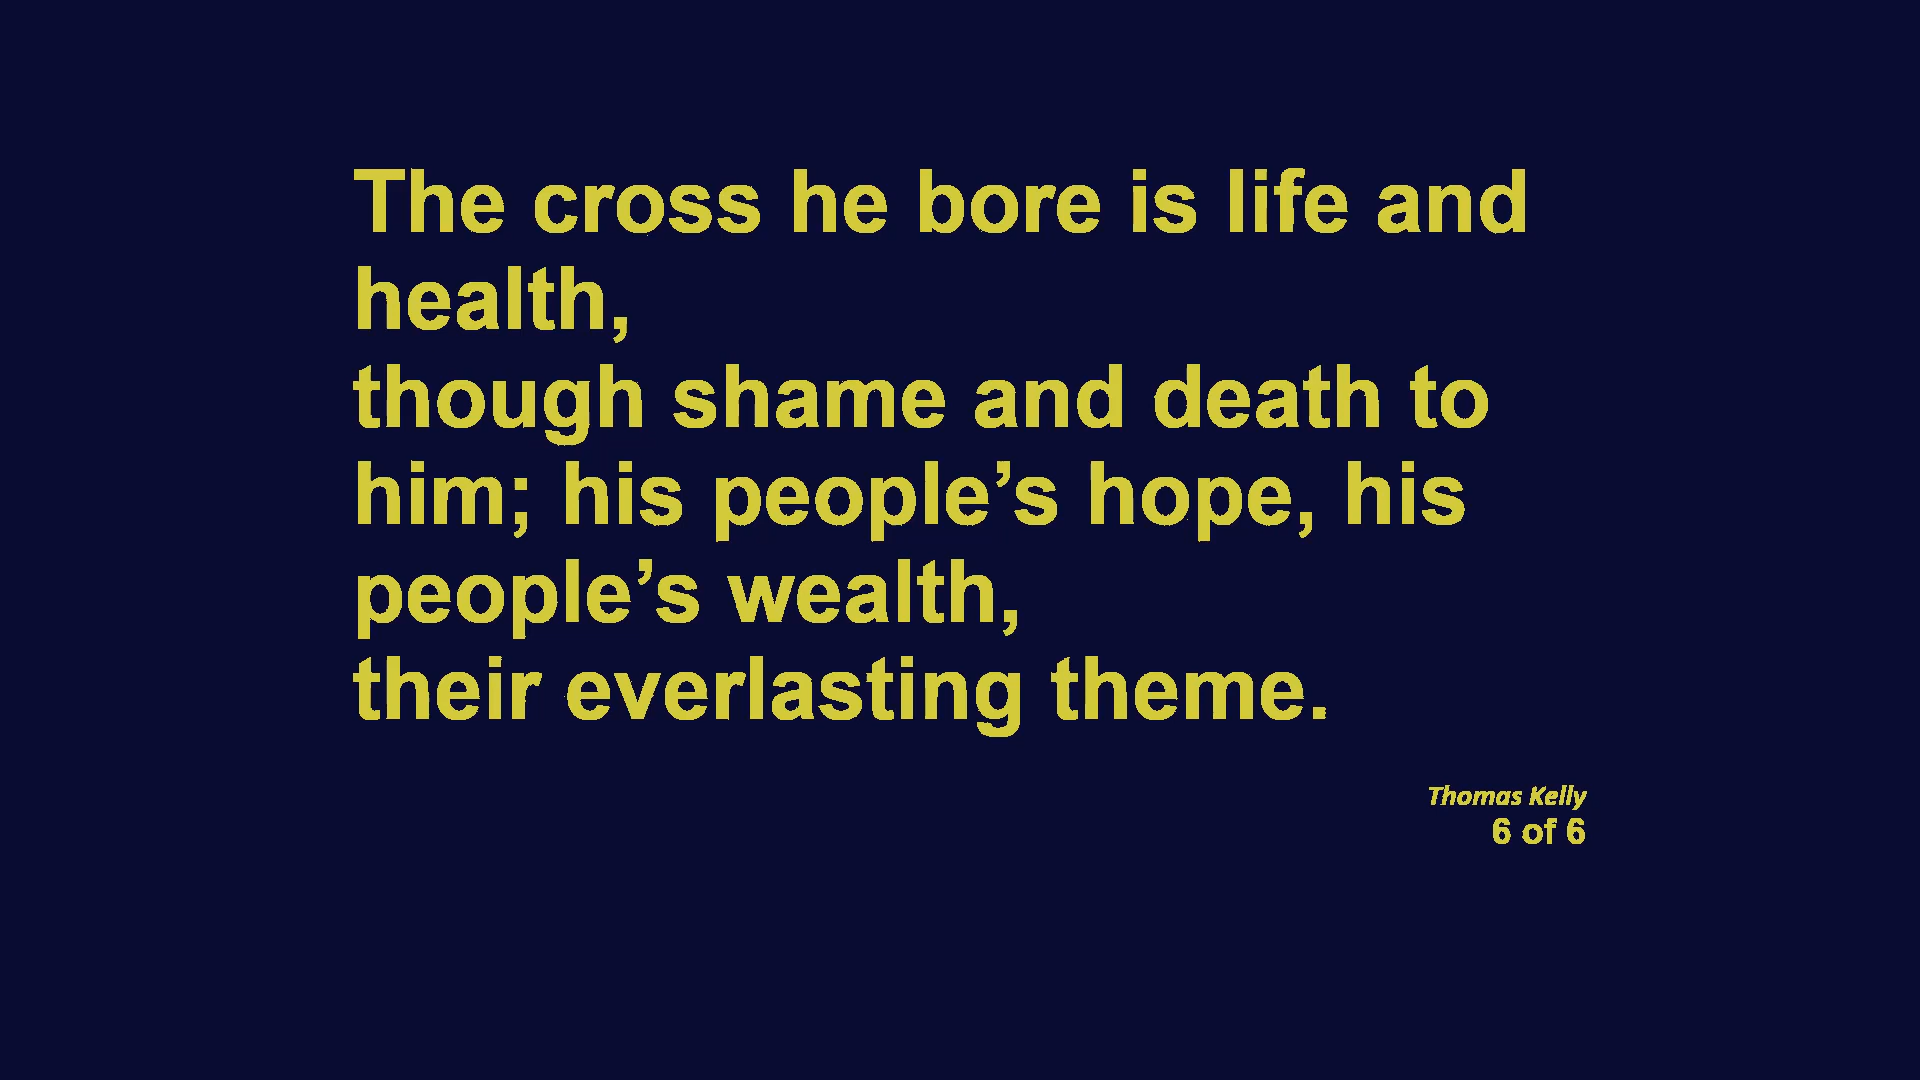 The cross he bore is life and
health,
though shame and death to
him; his people’s hope, his
people’s wealth,
their everlasting theme.
Thomas Kelly
6 of 6